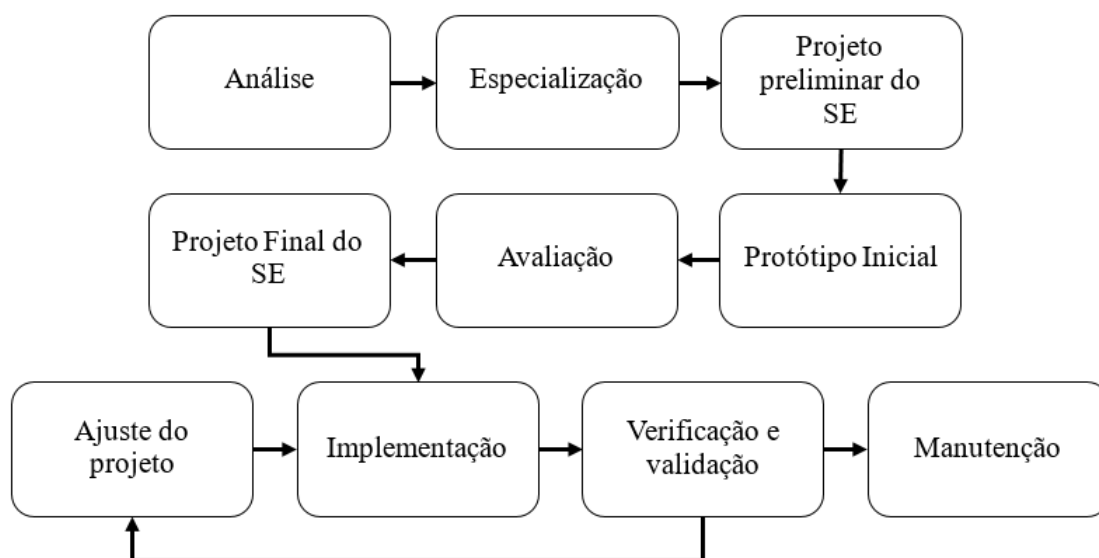 Análise
Especialização
Projeto
preliminar do
SE
Projeto Final do
SE
Avaliação
Protótipo Inicial
Ajuste do
projeto
Implementação
Verificação e
validação
Manutenção